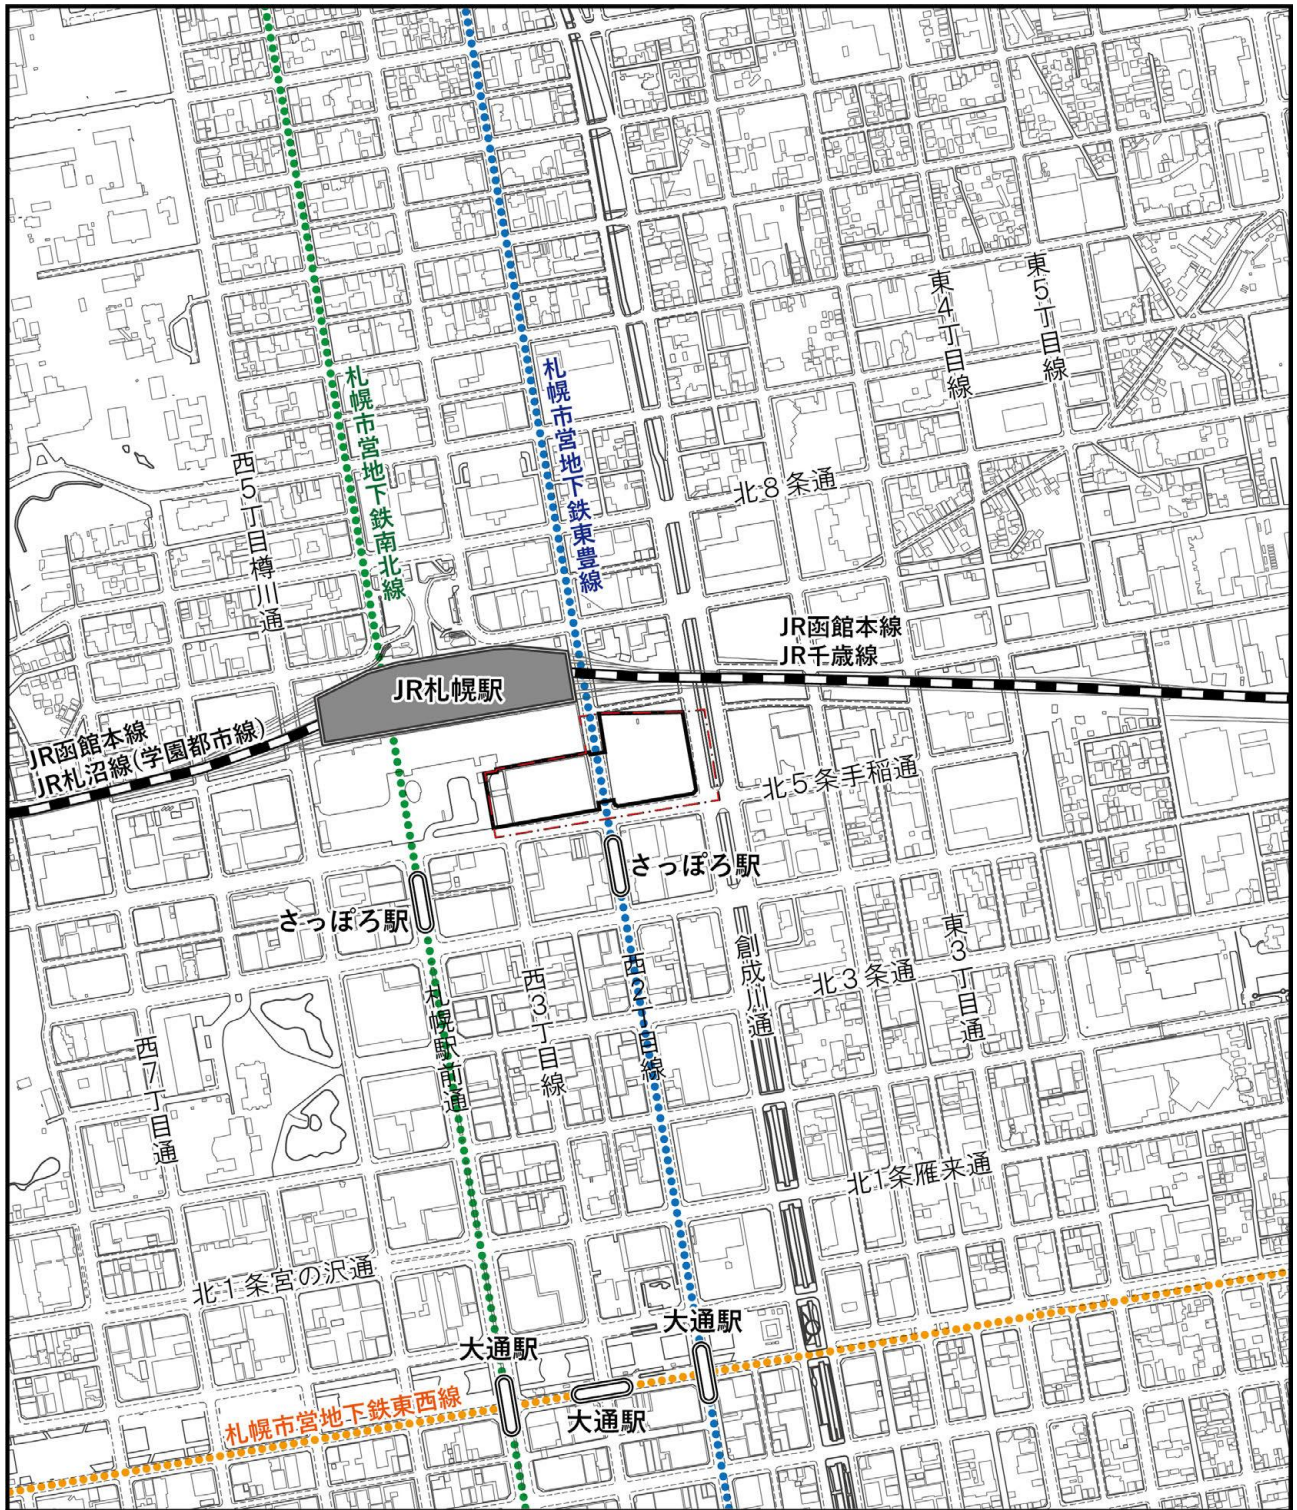 東5丁目線
東4丁目線
札幌市営地下鉄南北線
札幌市営地下鉄東豊線
西5丁目樽川通
北8条通
JR函館本線
JR千歳線
JR札幌駅
JR函館本線
JR札沼線(学園都市線)
北5条手稲通
さっぽろ駅
さっぽろ駅
東3丁目通
創成川通
北3条通
西2丁目線
西3丁目線
札幌駅前通
西7丁目通
北1条雁来通
北1条宮の沢通
大通駅
大通駅
大通駅
札幌市営地下鉄東西線